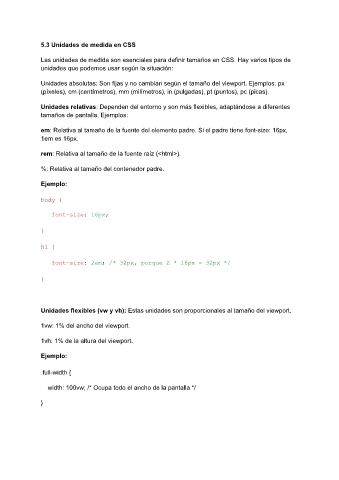 5.3 Unidades de medida en CSS
Las unidades de medida son esenciales para definir tamaños en CSS. Hay varios tipos de
unidades que podemos usar según la situación:
Unidades absolutas: Son fijas y no cambian según el tamaño del viewport. Ejemplos: px
(píxeles), cm (centímetros), mm (milímetros), in (pulgadas), pt (puntos), pc (picas).
Unidades relativas: Dependen del entorno y son más flexibles, adaptándose a diferentes
tamaños de pantalla. Ejemplos:
em: Relativa al tamaño de la fuente del elemento padre. Si el padre tiene font-size: 16px,
1em es 16px.
rem: Relativa al tamaño de la fuente raíz (<html>).
%: Relativa al tamaño del contenedor padre.
Ejemplo:
body {
font-size: 16px;
}
h1 {
font-size: 2em; /* 32px, porque 2 * 16px = 32px */
}
Unidades flexibles (vw y vh): Estas unidades son proporcionales al tamaño del viewport.
1vw: 1% del ancho del viewport.
1vh: 1% de la altura del viewport.
Ejemplo:
.full-width {
width: 100vw; /* Ocupa todo el ancho de la pantalla */
}